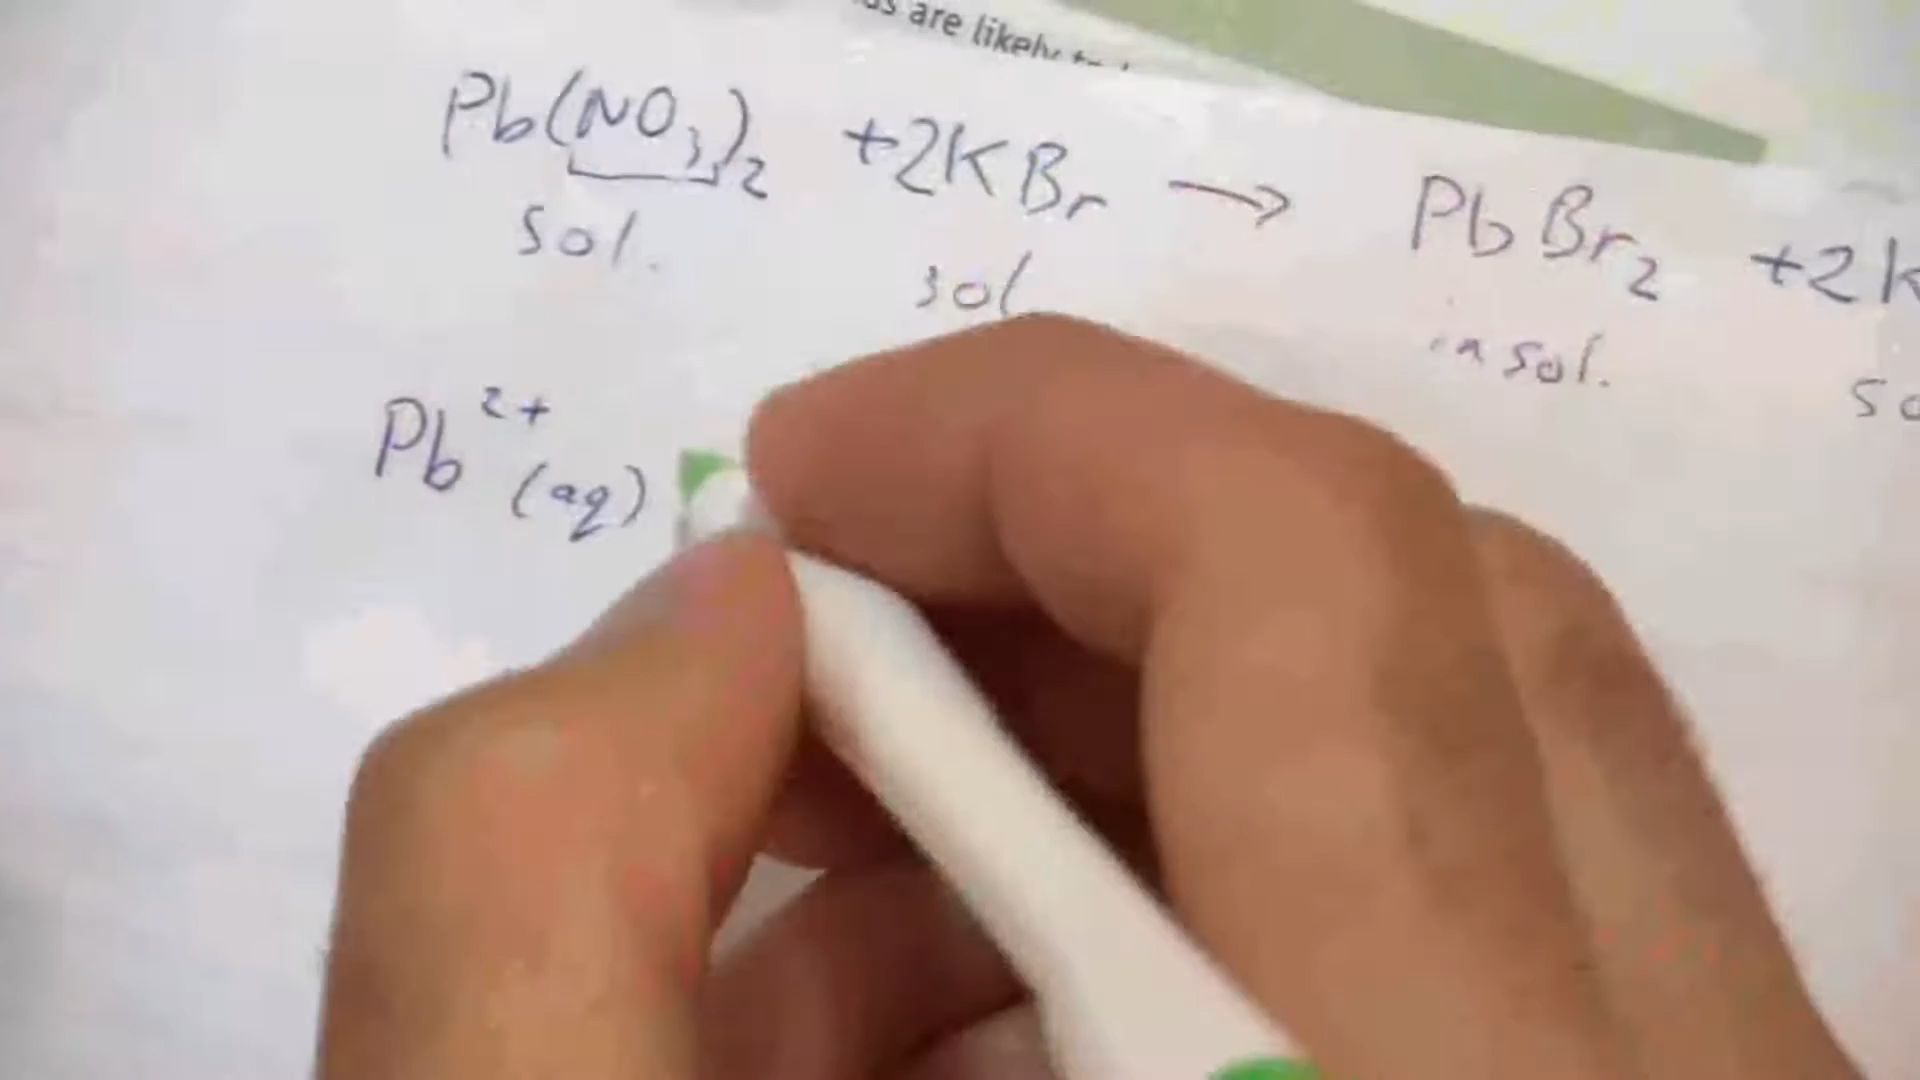 are likely
Pb(NO₃)₂ +2KBr → PbBr₂ +2K
sol. sol insol. so
Pb²⁺(aq)